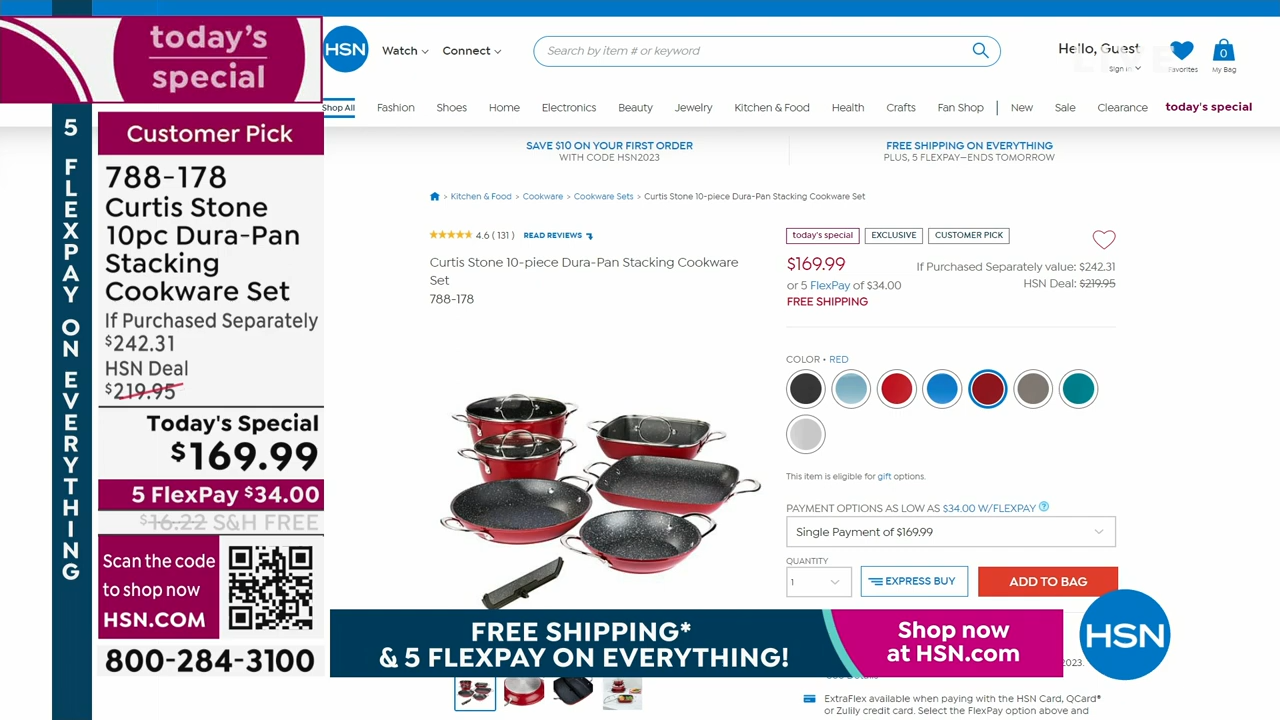 today's
special
5 FLEXPAY ON EVERYTHING
Customer Pick
788-178
Curtis Stone
10pc Dura-Pan
Stacking
Cookware Set
If Purchased Separately
$242.31
HSN Deal
$219.95
Today's Special
$169.99
5 FlexPay $34.00
$16.22 S&H FREE
Scan the code
to shop now
HSN.COM
800-284-3100
HSN
Watch
Connect
Search by item # or keyword
Hello, Guest
Sign in
Favorites
0
My Bag
Shop All
Fashion
Shoes
Home
Electronics
Beauty
Jewelry
Kitchen & Food
Health
Crafts
Fan Shop
New
Sale
Clearance
today's special
SAVE $10 ON YOUR FIRST ORDER
WITH CODE HSN2023
FREE SHIPPING ON EVERYTHING
PLUS, 5 FLEXPAY—ENDS TOMORROW
> Kitchen & Food > Cookware > Cookware Sets > Curtis Stone 10-piece Dura-Pan Stacking Cookware Set
4.6 ( 131 ) READ REVIEWS
Curtis Stone 10-piece Dura-Pan Stacking Cookware
Set
788-178
today's special
EXCLUSIVE
CUSTOMER PICK
$169.99
or 5 FlexPay of $34.00
FREE SHIPPING
If Purchased Separately value: $242.31
HSN Deal: $219.95
COLOR • RED
This item is eligible for gift options.
PAYMENT OPTIONS AS LOW AS $34.00 W/FLEXPAY
Single Payment of $169.99
QUANTITY
1
EXPRESS BUY
ADD TO BAG
FREE SHIPPING*
& 5 FLEXPAY ON EVERYTHING!
Shop now
at HSN.com
HSN
2023.
ExtraFlex available when paying with the HSN Card, QCard®
or Zulily credit card. Select the FlexPay option above and